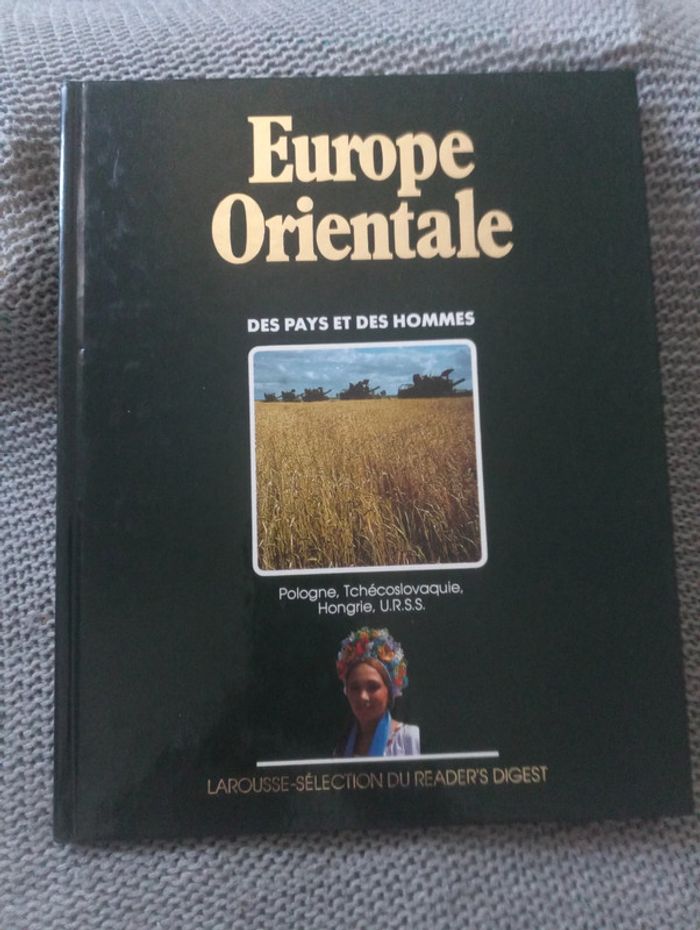 Europe
Orientale
DES PAYS ET DES HOMMES
Pologne, Tchécoslovaquie,
Hongrie, U.R.S.S.
LAROUSSE-SÉLECTION DU READER'S DIGEST